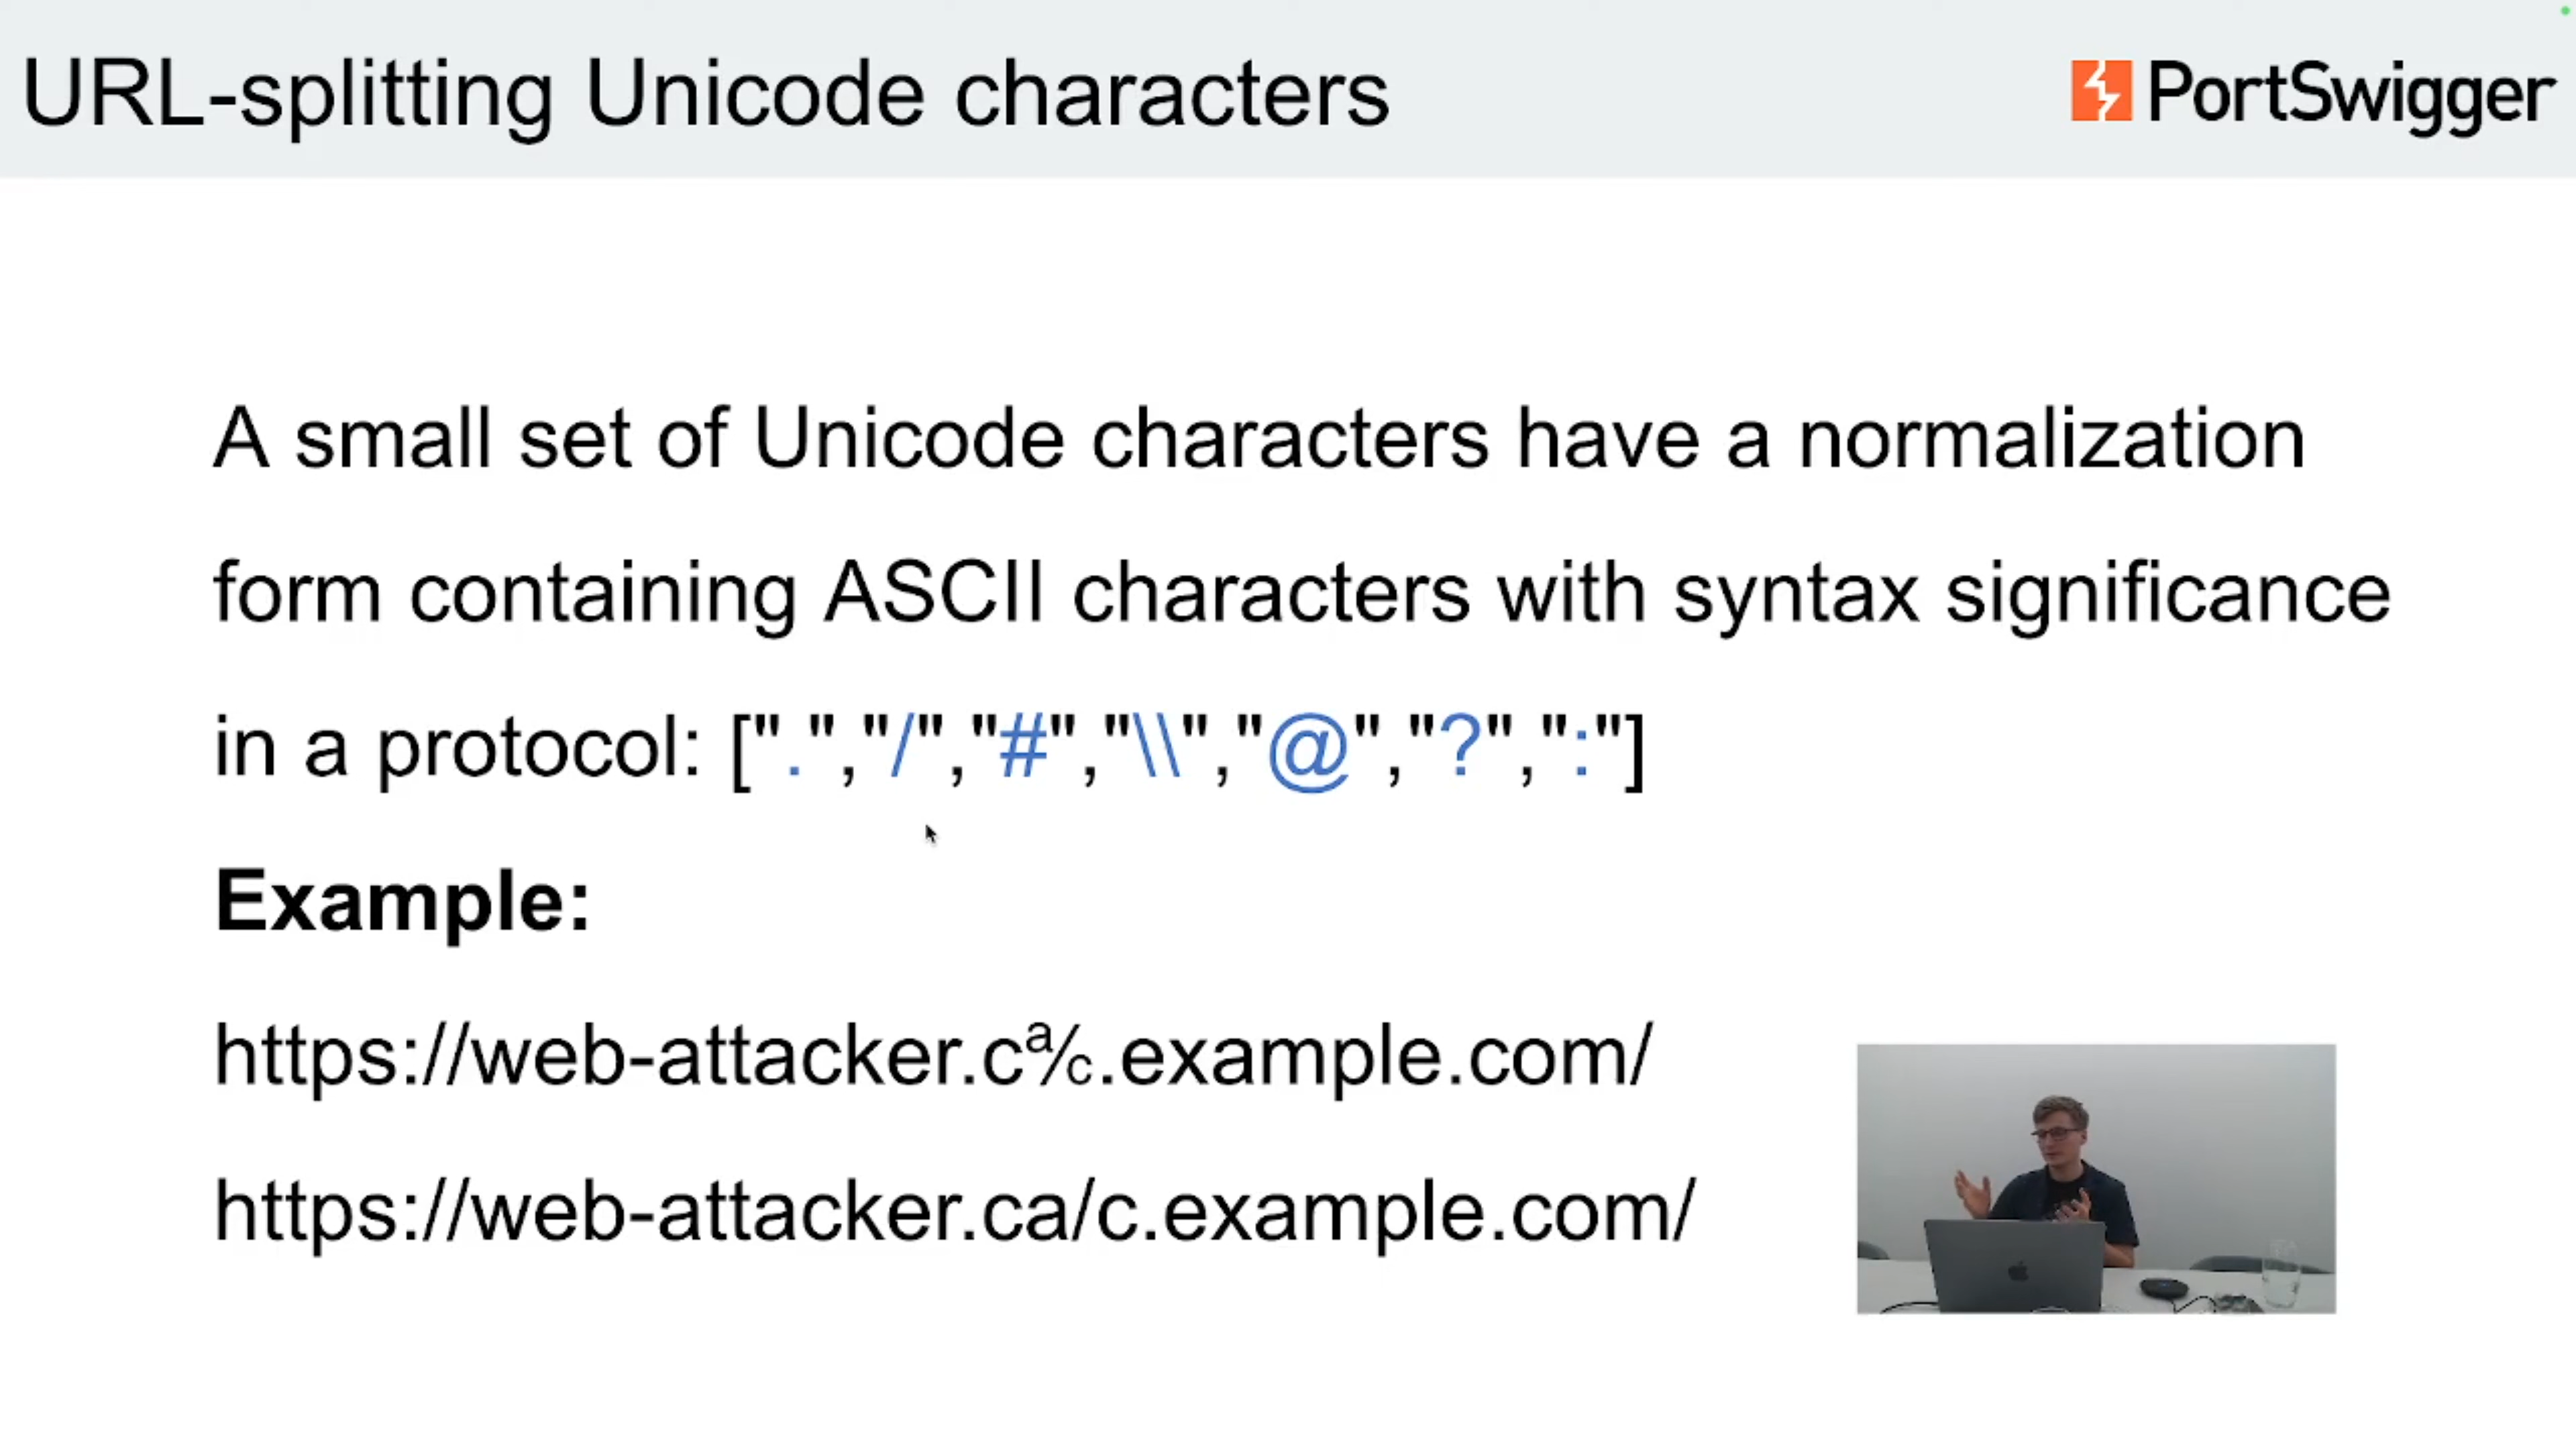 URL-splitting Unicode characters
PortSwigger
A small set of Unicode characters have a normalization
form containing ASCII characters with syntax significance
in a protocol: [".","/","#","\\","@","?",":"]
Example:
https://web-attacker.c℀.example.com/
https://web-attacker.ca/c.example.com/